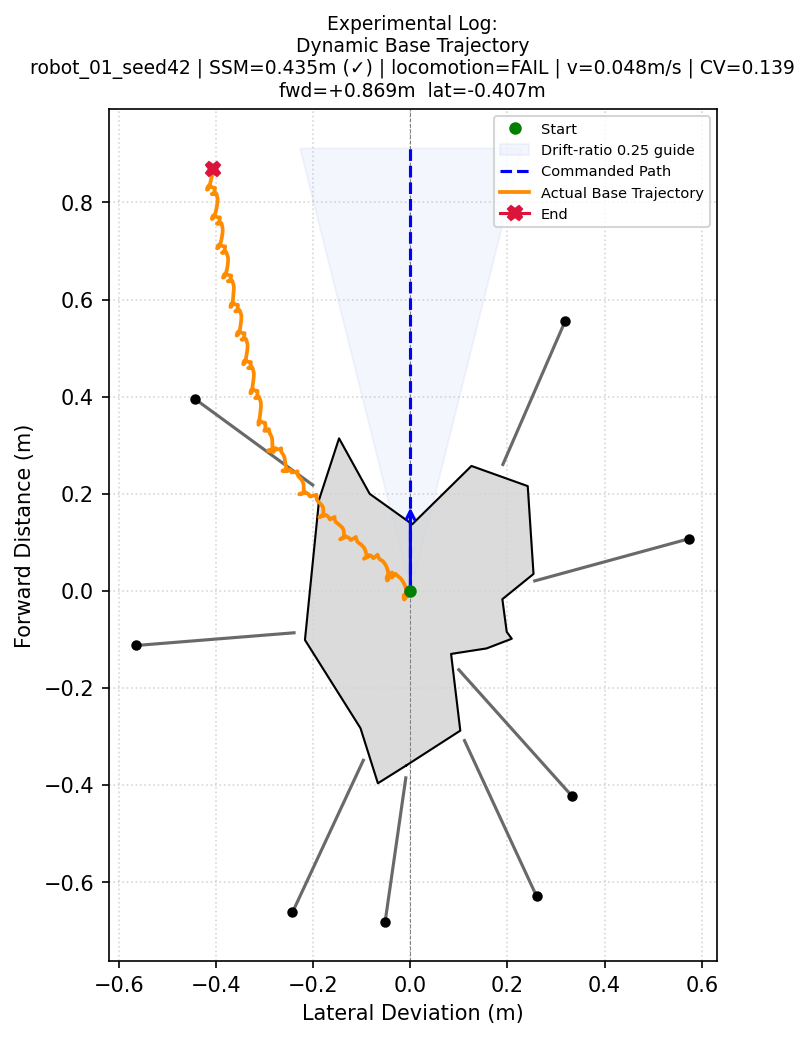 Experimental Log:
Dynamic Base Trajectory
robot_01_seed42 | SSM=0.435m (✓) | locomotion=FAIL | v=0.048m/s | CV=0.139
fwd=+0.869m  lat=-0.407m
Start
Drift-ratio 0.25 guide
Commanded Path
Actual Base Trajectory
End
Forward Distance (m)
0.8
0.6
0.4
0.2
0.0
−0.2
−0.4
−0.6
−0.6 −0.4 −0.2 0.0 0.2 0.4 0.6
Lateral Deviation (m)